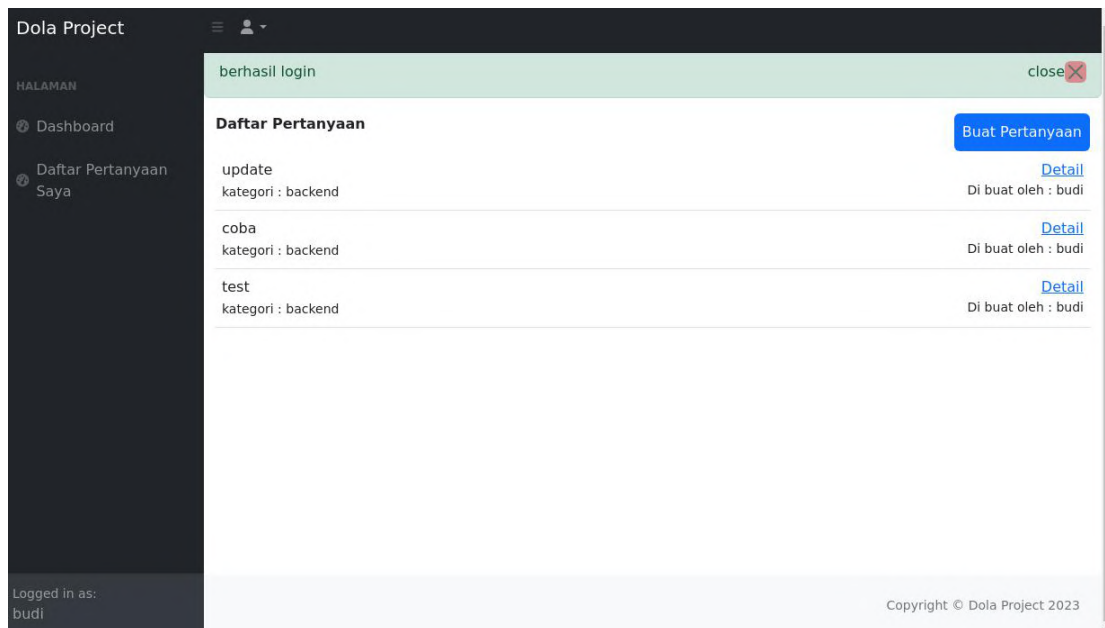 Dola Project
HALAMAN
Dashboard
Daftar Pertanyaan
Saya
berhasil login
close
Daftar Pertanyaan
Buat Pertanyaan
update
Detail
kategori : backend
Di buat oleh : budi
coba
Detail
kategori : backend
Di buat oleh : budi
test
Detail
kategori : backend
Di buat oleh : budi
Logged in as:
budi
Copyright © Dola Project 2023